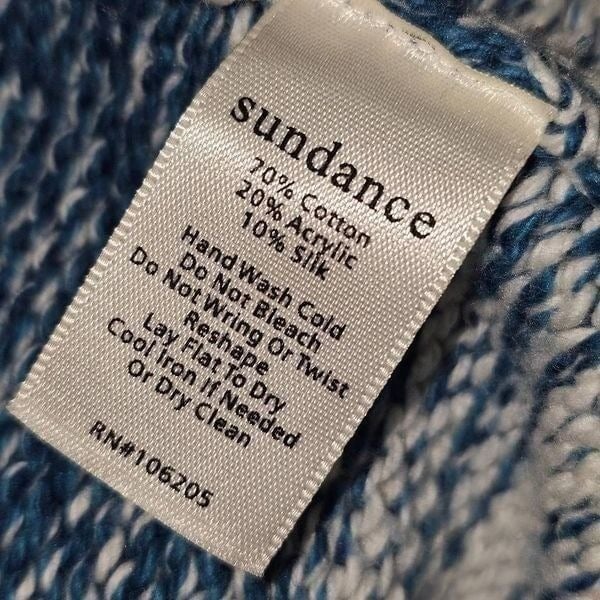 sundance
70% Cotton
20% Acrylic
10% Silk
Hand Wash Cold
Do Not Bleach
Do Not Wring Or Twist
Reshape
Lay Flat To Dry
Cool Iron If Needed
Or Dry Clean
RN#106205